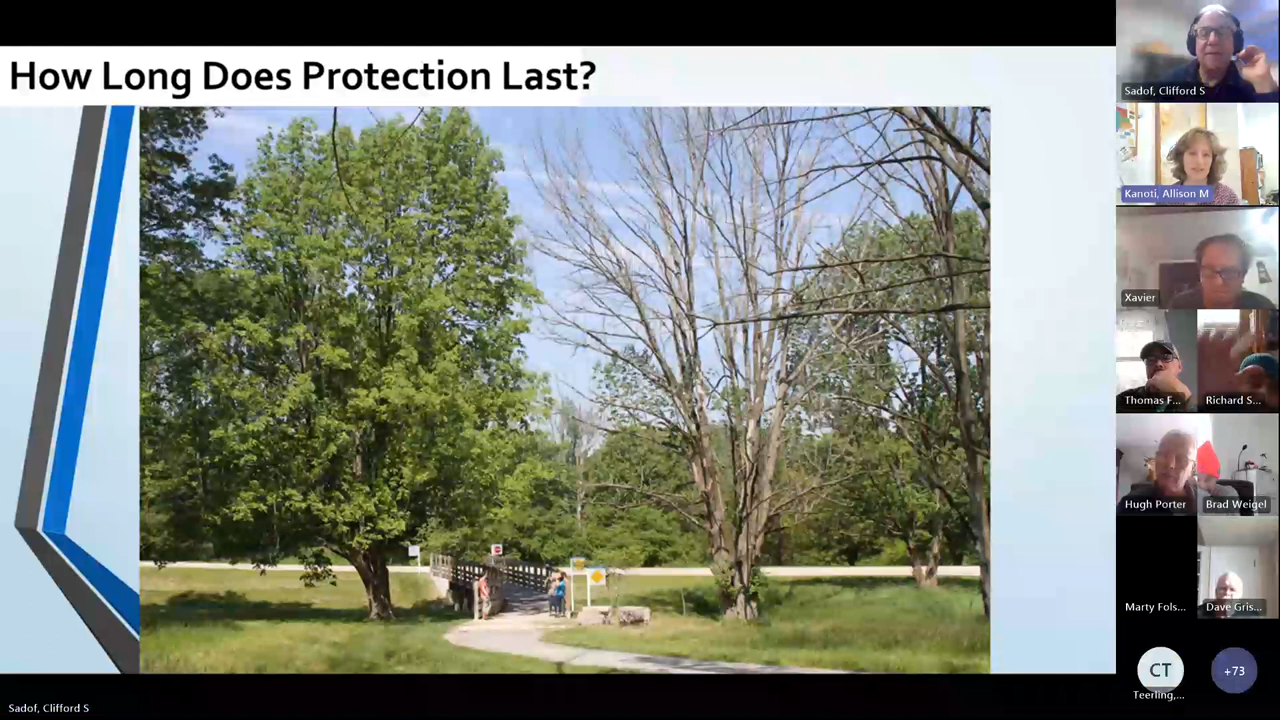 How Long Does Protection Last?
Sadof, Clifford S
Kanoti, Allison M
Xavier
Thomas F...
Richard S...
Hugh Porter
Brad Weigel
Marty Fols...
Dave Gris...
CT
+73
Teerling,...
Sadof, Clifford S